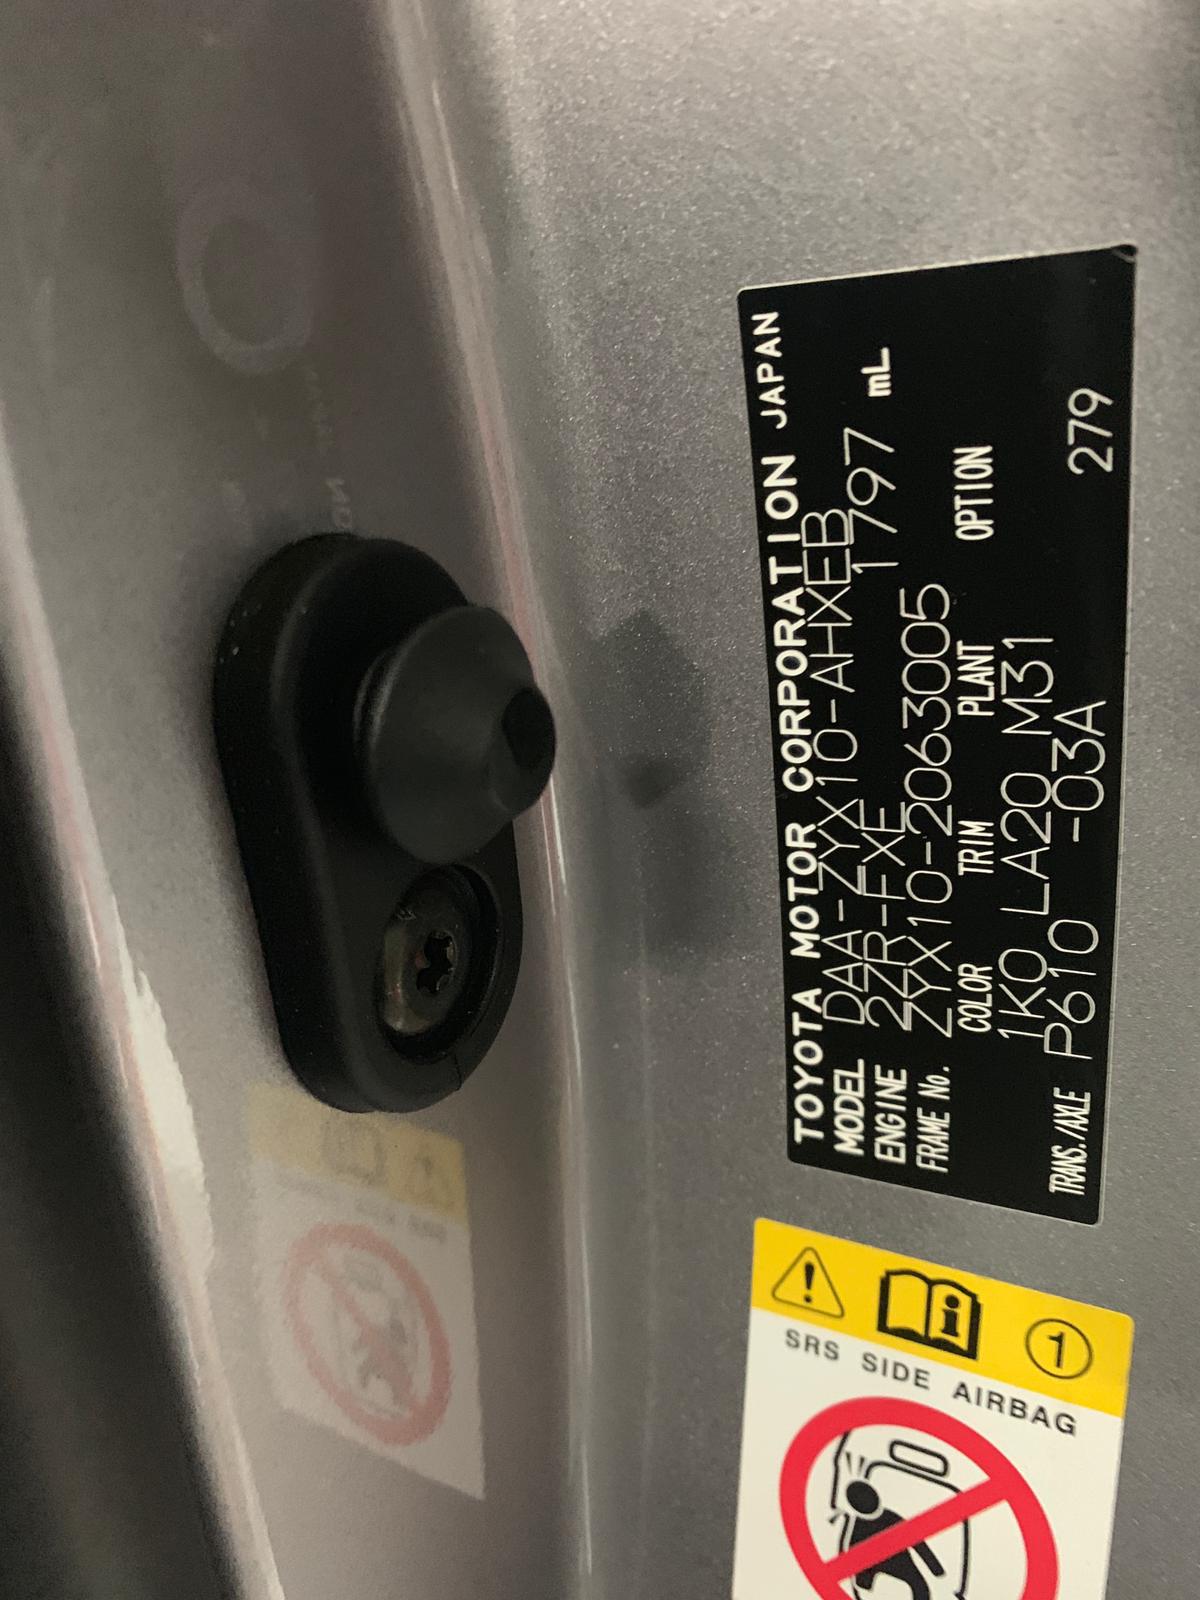 TOYOTA MOTOR CORPORATION JAPAN
MODEL DAA-ZYX10-AHXEB
ENGINE 2ZR-FXE 1797 mL
FRAME No. ZYX10-2063005
COLOR TRIM PLANT OPTION
1K0 LA20 M31
TRANS./AXLE P610 -03A 279
1
SRS SIDE AIRBAG